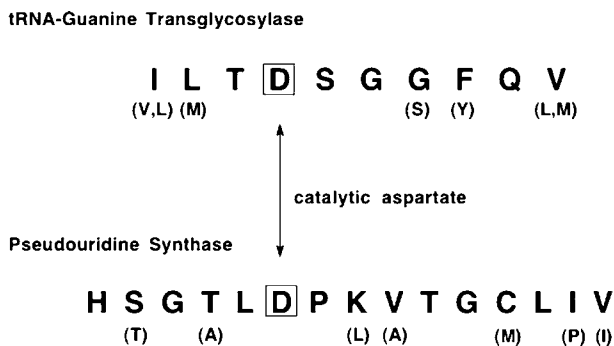 tRNA-Guanine Transglycosylase
I L T D S G G F Q V
(V,L) (M) (S) (Y) (L,M)
catalytic aspartate
Pseudouridine Synthase
H S G T L D P K V T G C L I V
(T) (A) (L) (A) (M) (P) (I)